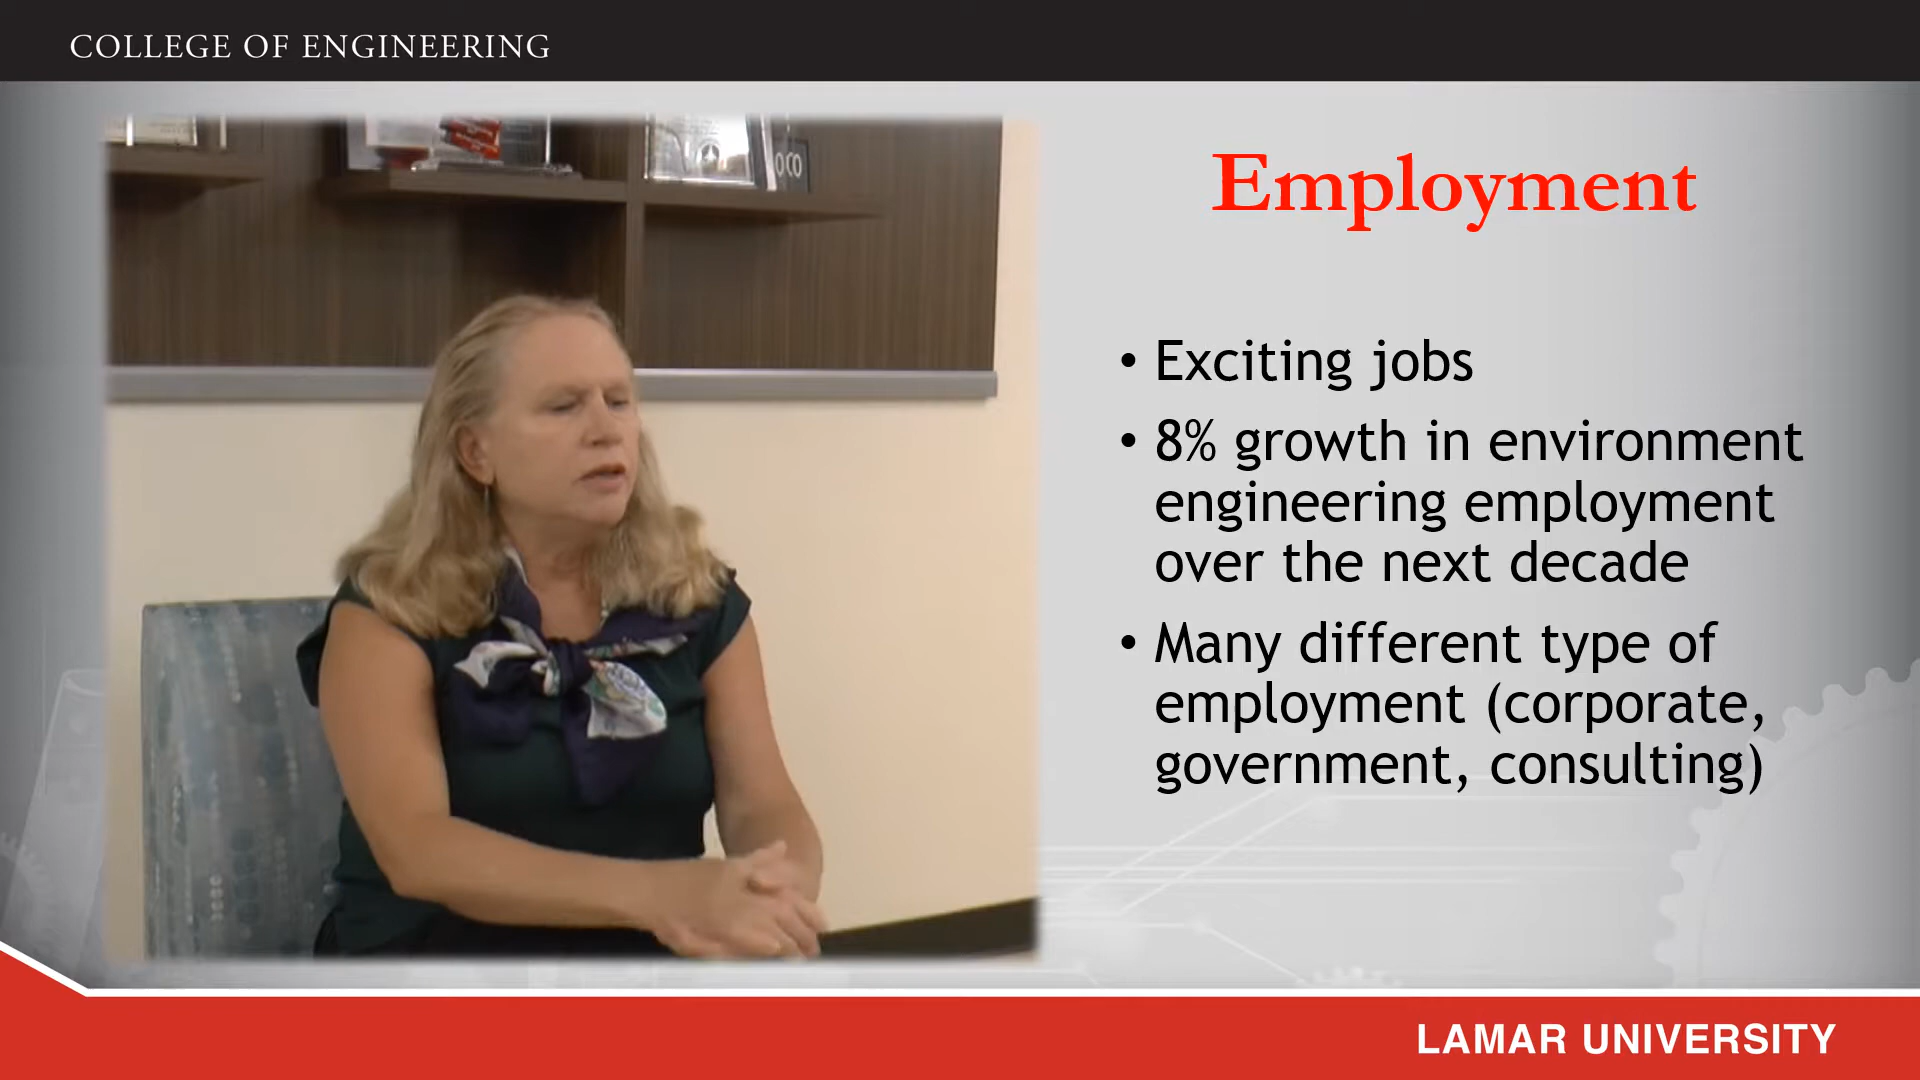 COLLEGE OF ENGINEERING
Employment
• Exciting jobs
• 8% growth in environment
engineering employment
over the next decade
• Many different type of
employment (corporate,
government, consulting)
LAMAR UNIVERSITY